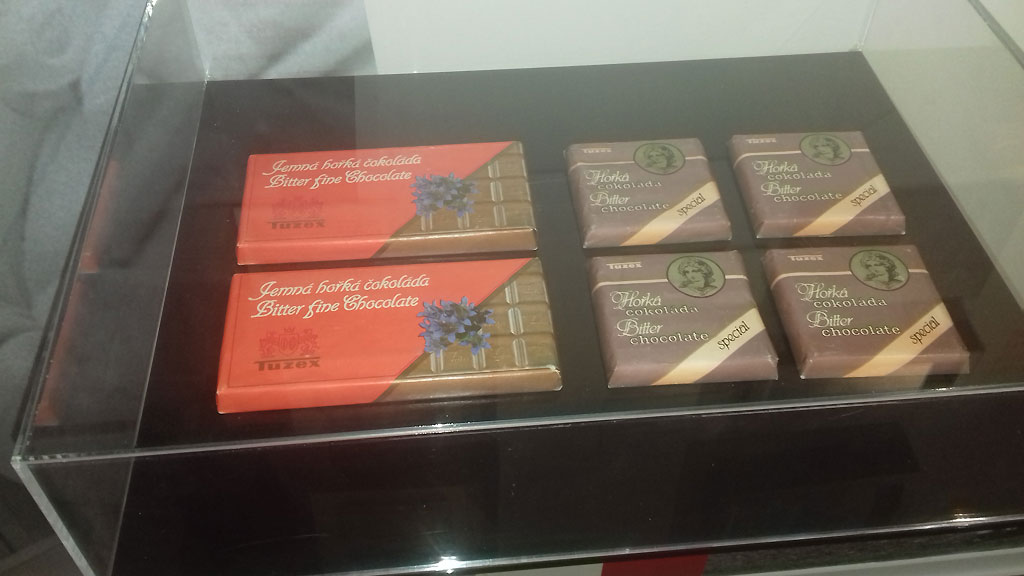 Jemná hořká čokoláda
Bitter fine Chocolate
Tuzex
Jemná hořká čokoláda
Bitter fine Chocolate
Tuzex
Tuzex
Hořká
čokoláda
Bitter
chocolate
special
Tuzex
Hořká
čokoláda
Bitter
chocolate
special
Tuzex
Hořká
čokoláda
Bitter
chocolate
special
Tuzex
Hořká
čokoláda
Bitter
chocolate
special